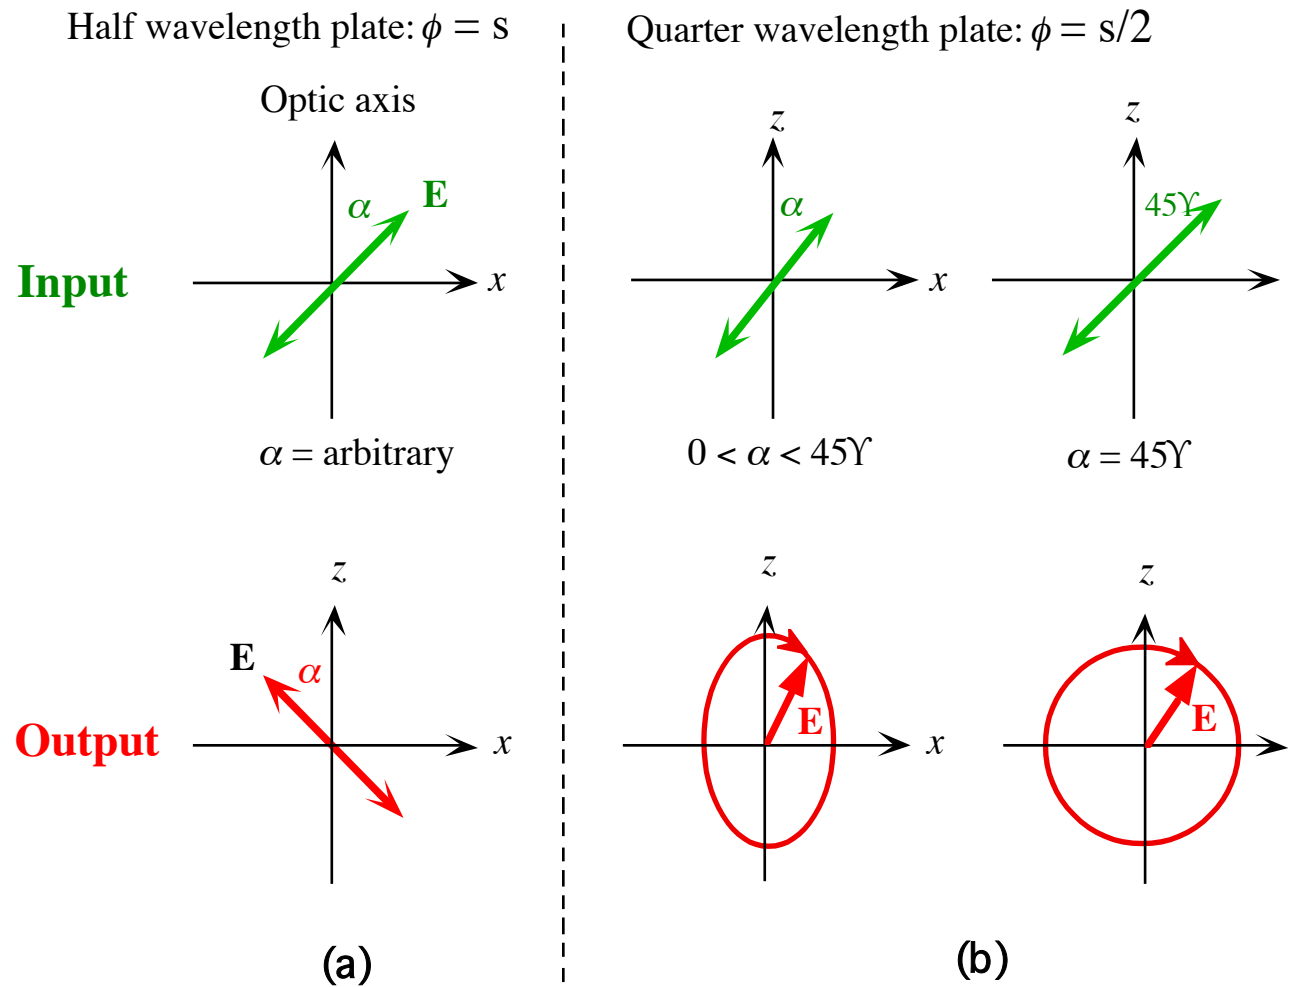 Half wavelength plate: ϕ = s
Quarter wavelength plate: ϕ = s/2
Optic axis
z
z
α
E
α
45ϒ
Input
x
x
α = arbitrary
0 < α < 45ϒ
α = 45ϒ
z
z
z
E
α
E
E
Output
x
x
(a)
(b)